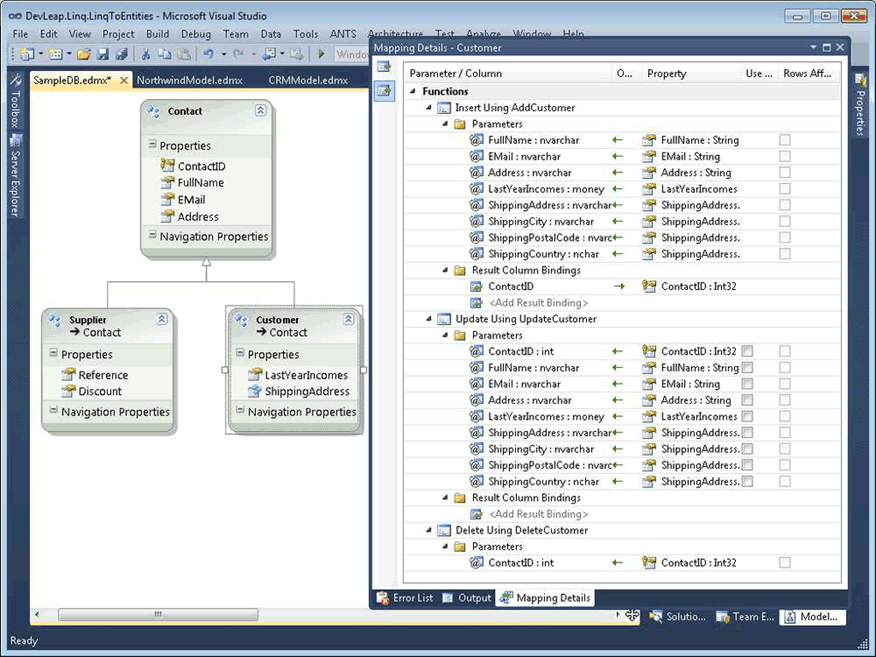 DevLeap.Linq.LinqToEntities - Microsoft Visual Studio
File Edit View Project Build Debug Team Data Tools ANTS Architecture Test Analyze Window Help
Windo
Toolbox
Server Explorer
SampleDB.edmx* NorthwindModel.edmx CRMModel.edmx
Contact
Properties
ContactID
FullName
EMail
Address
Navigation Properties
Supplier
Contact
Properties
Reference
Discount
Navigation Properties
Customer
Contact
Properties
LastYearIncomes
ShippingAddress
Navigation Properties
Mapping Details - Customer
Parameter / Column O... Property Use ... Rows Aff...
Functions
Insert Using AddCustomer
Parameters
FullName : nvarchar ← FullName : String
EMail : nvarchar ← EMail : String
Address : nvarchar ← Address : String
LastYearIncomes : money ← LastYearIncomes
ShippingAddress : nvarchar ← ShippingAddress.
ShippingCity : nvarchar ← ShippingAddress.
ShippingPostalCode : nvarc ← ShippingAddress.
ShippingCountry : nchar ← ShippingAddress.
Result Column Bindings
ContactID → ContactID : Int32
<Add Result Binding>
Update Using UpdateCustomer
Parameters
ContactID : int ← ContactID : Int32
FullName : nvarchar ← FullName : String
EMail : nvarchar ← EMail : String
Address : nvarchar ← Address : String
LastYearIncomes : money ← LastYearIncomes
ShippingAddress : nvarchar ← ShippingAddress.
ShippingCity : nvarchar ← ShippingAddress.
ShippingPostalCode : nvarc ← ShippingAddress.
ShippingCountry : nchar ← ShippingAddress.
Result Column Bindings
<Add Result Binding>
Delete Using DeleteCustomer
Parameters
ContactID : int ← ContactID : Int32
Error List Output Mapping Details
Properties
Solutio... Team E... Model...
Ready